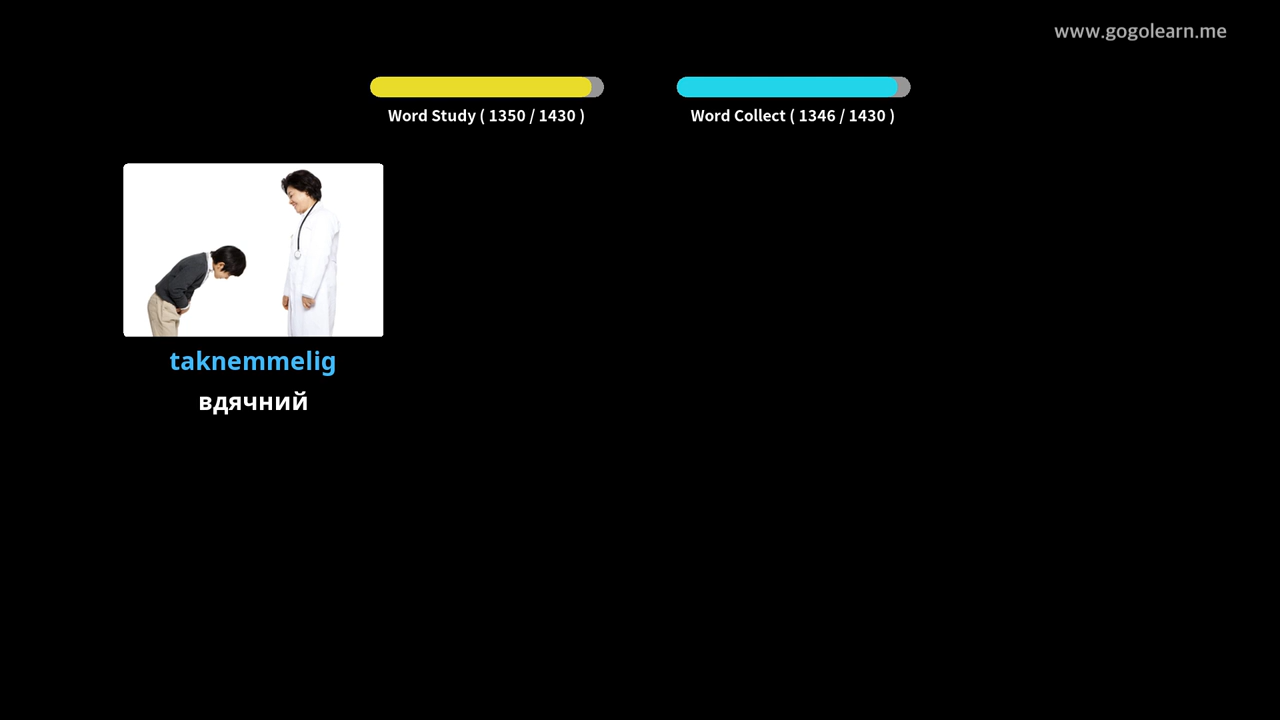 www.gogolearn.me
Word Study ( 1350 / 1430 )
Word Collect ( 1346 / 1430 )
taknemmelig
вдячний